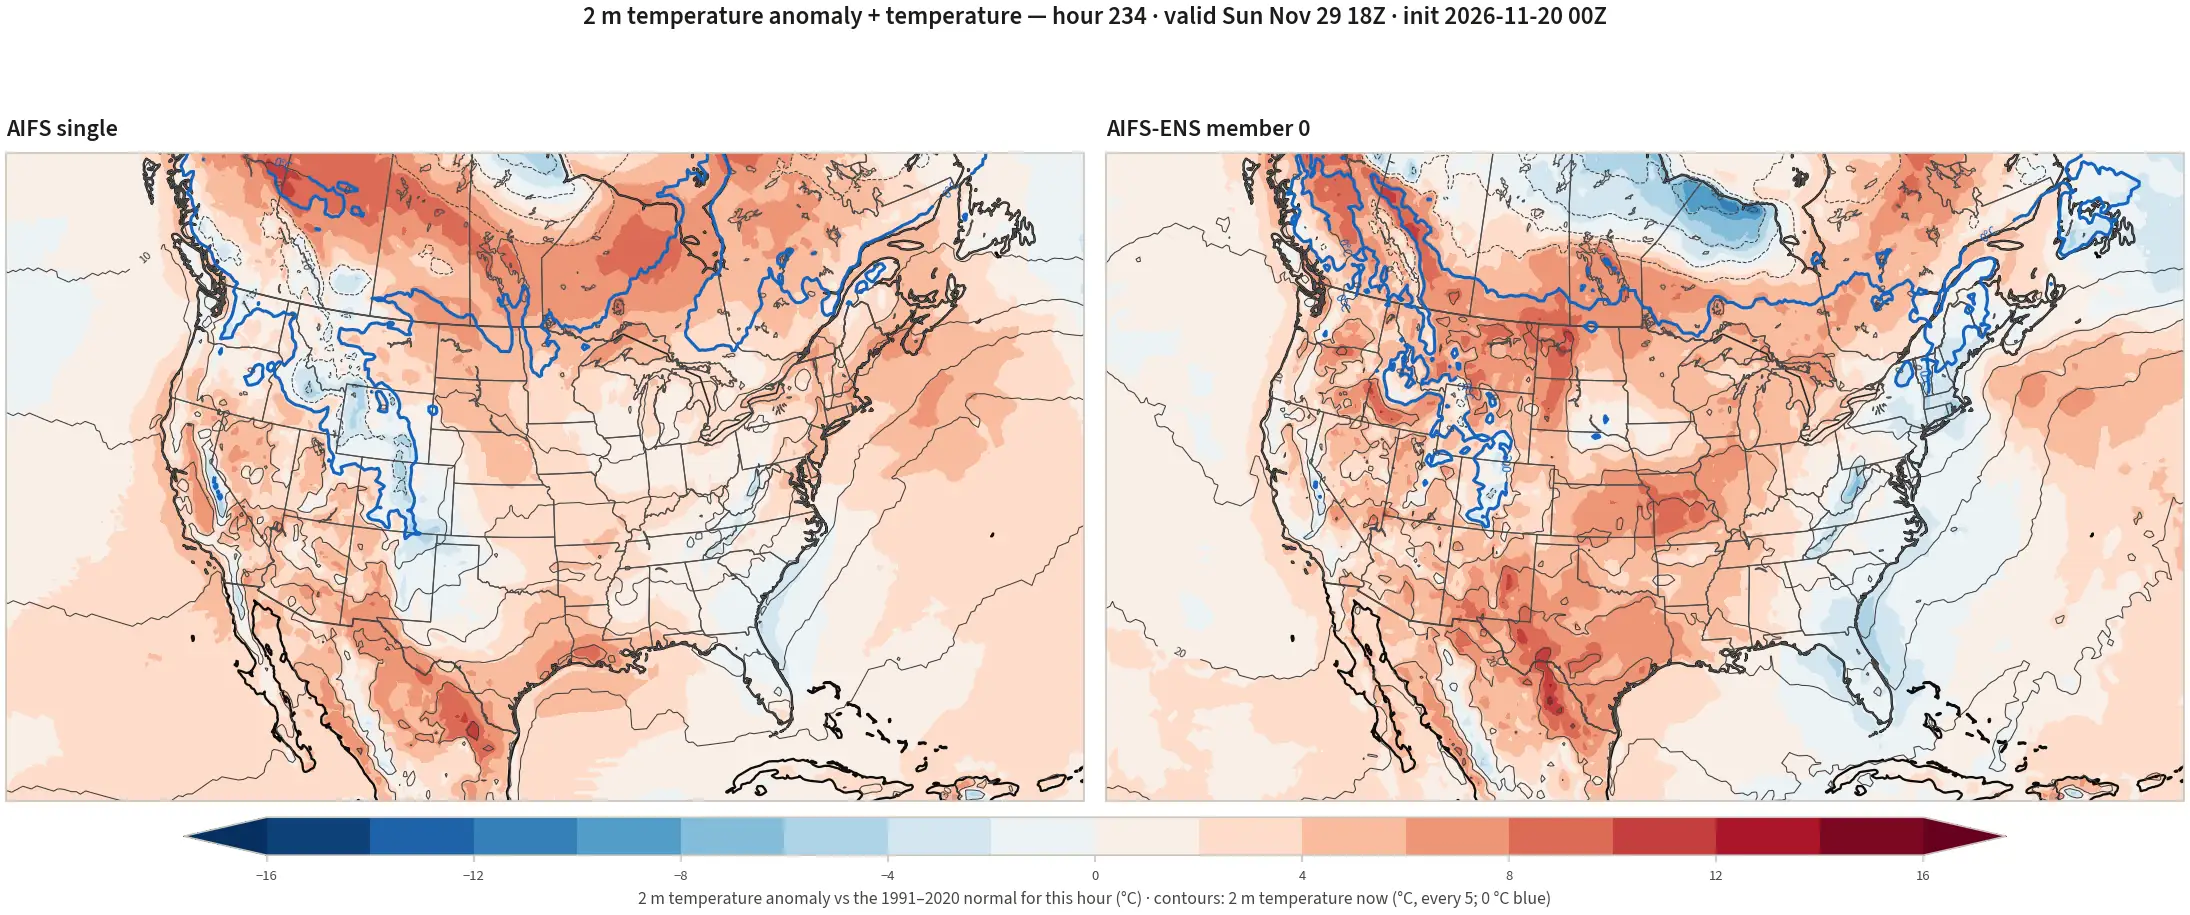 2 m temperature anomaly + temperature — hour 234 · valid Sun Nov 29 18Z · init 2026-11-20 00Z
AIFS single
AIFS-ENS member 0
10
20
−16 −12 −8 −4 0 4 8 12 16
2 m temperature anomaly vs the 1991–2020 normal for this hour (°C) · contours: 2 m temperature now (°C, every 5; 0 °C blue)